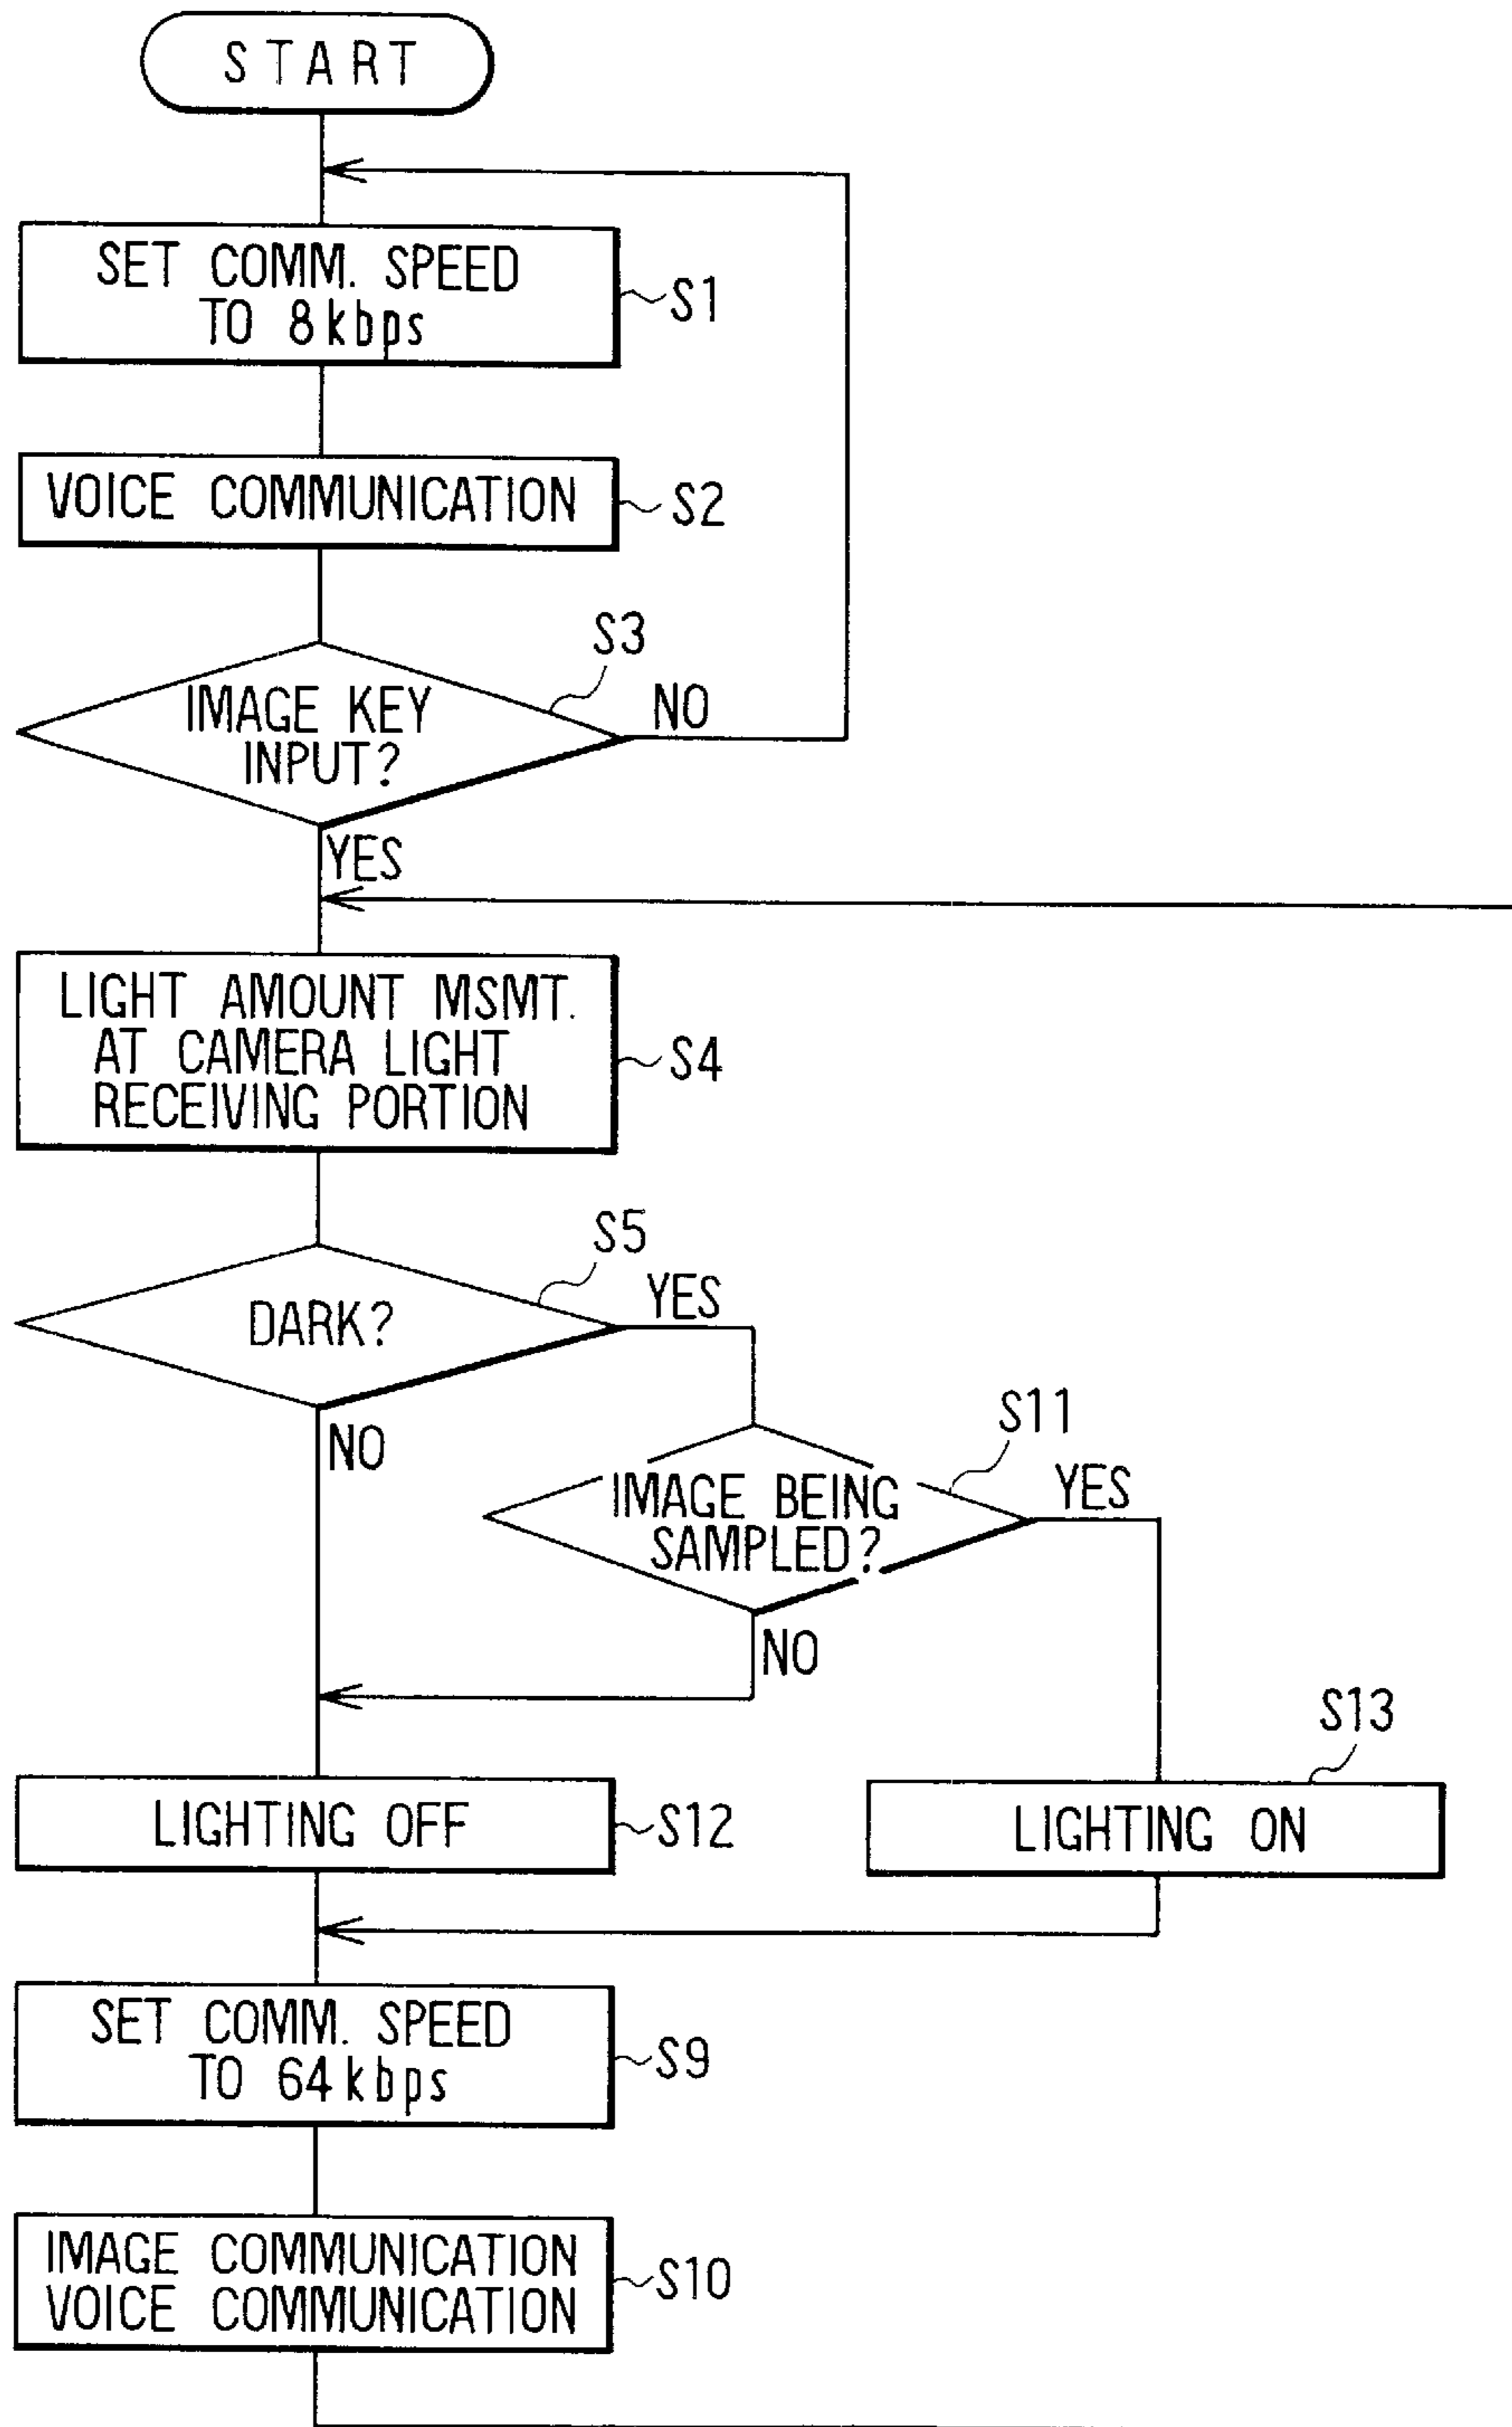 START
SET COMM. SPEED
TO 8kbps
S1
VOICE COMMUNICATION
S2
S3
IMAGE KEY
INPUT?
NO
YES
LIGHT AMOUNT MSMT.
AT CAMERA LIGHT
RECEIVING PORTION
S4
S5
DARK?
YES
NO
S11
IMAGE BEING
SAMPLED?
YES
NO
S13
LIGHTING OFF
S12
LIGHTING ON
SET COMM. SPEED
TO 64kbps
S9
IMAGE COMMUNICATION
VOICE COMMUNICATION
S10